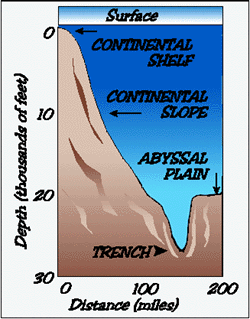 Surface
0
CONTINENTAL
SHELF
CONTINENTAL
SLOPE
10
ABYSSAL
PLAIN
20
TRENCH
30
Depth (thousands of feet)
0 100 200
Distance (miles)